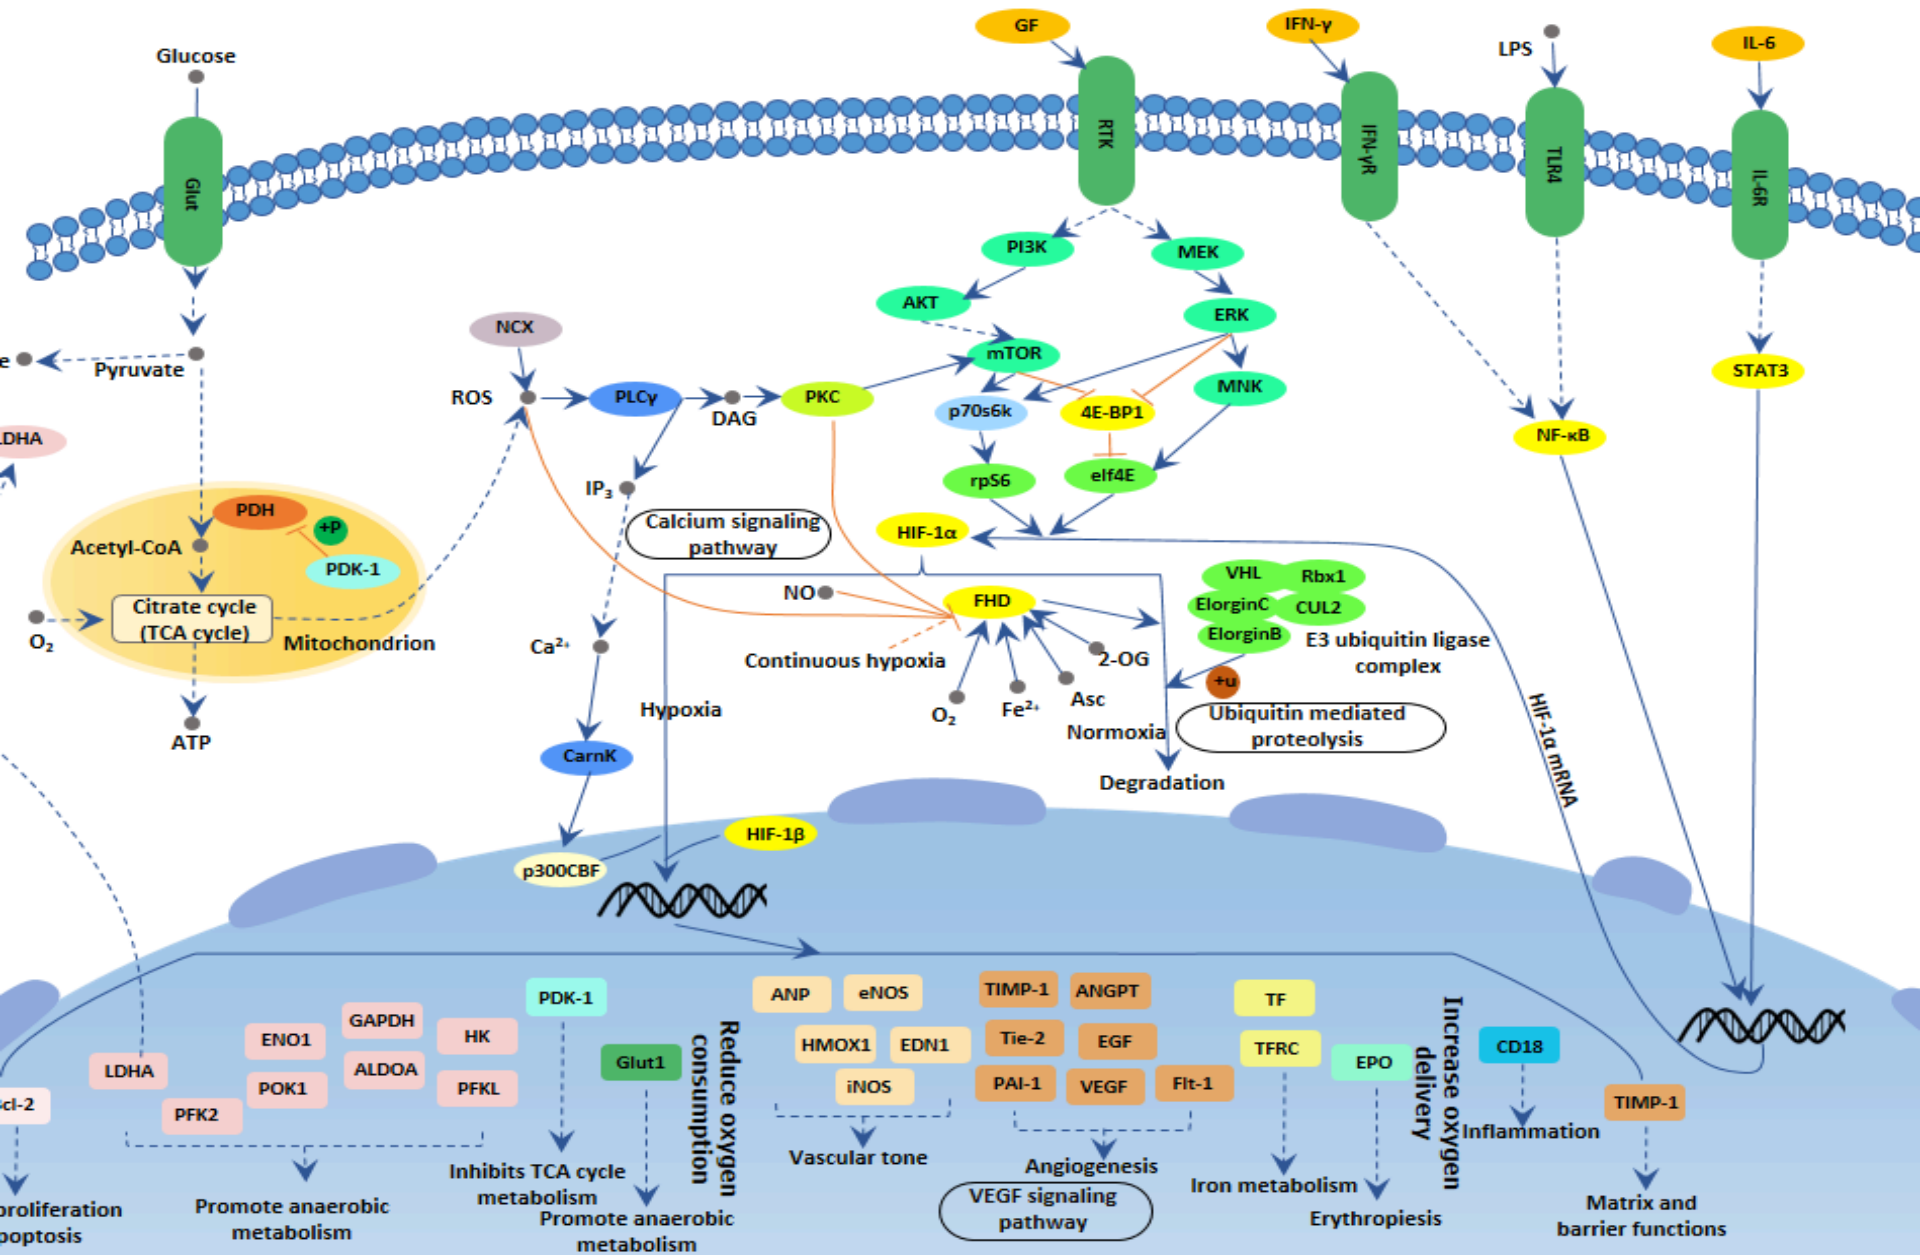 GF
IFN-γ
LPS
IL-6
Glucose
Glut
RTK
IFN-γR
TLR4
IL-6R
PI3K
MEK
AKT
ERK
NCX
mTOR
e
Pyruvate
STAT3
ROS
PLCγ
DAG
PKC
MNK
p70s6k
4E-BP1
LDHA
NF-κB
IP₃
rpS6
elf4E
PDH
+P
Acetyl-CoA
PDK-1
Calcium signaling
pathway
HIF-1α
VHL
Rbx1
ElorginC
CUL2
ElorginB
E3 ubiquitin ligase
complex
NO
FHD
Citrate cycle
(TCA cycle)
O₂
Mitochondrion
Ca²⁺
Continuous hypoxia
2-OG
+u
Asc
Fe²⁺
O₂
Hypoxia
Normoxia
Ubiquitin mediated
proteolysis
HIF-1α mRNA
ATP
CarnK
Degradation
HIF-1β
p300CBF
PDK-1
ANP
eNOS
TIMP-1
ANGPT
TF
GAPDH
ENO1
HK
HMOX1
EDN1
Tie-2
EGF
TFRC
CD18
LDHA
ALDOA
Glut1
EPO
POK1
PFKL
iNOS
PAI-1
VEGF
Flt-1
cl-2
PFK2
TIMP-1
Reduce oxygen
consumption
Increase oxygen
delivery
Inflammation
Vascular tone
Angiogenesis
Inhibits TCA cycle
metabolism
Iron metabolism
VEGF signaling
pathway
proliferation
poptosis
Promote anaerobic
metabolism
Promote anaerobic
metabolism
Erythropiesis
Matrix and
barrier functions